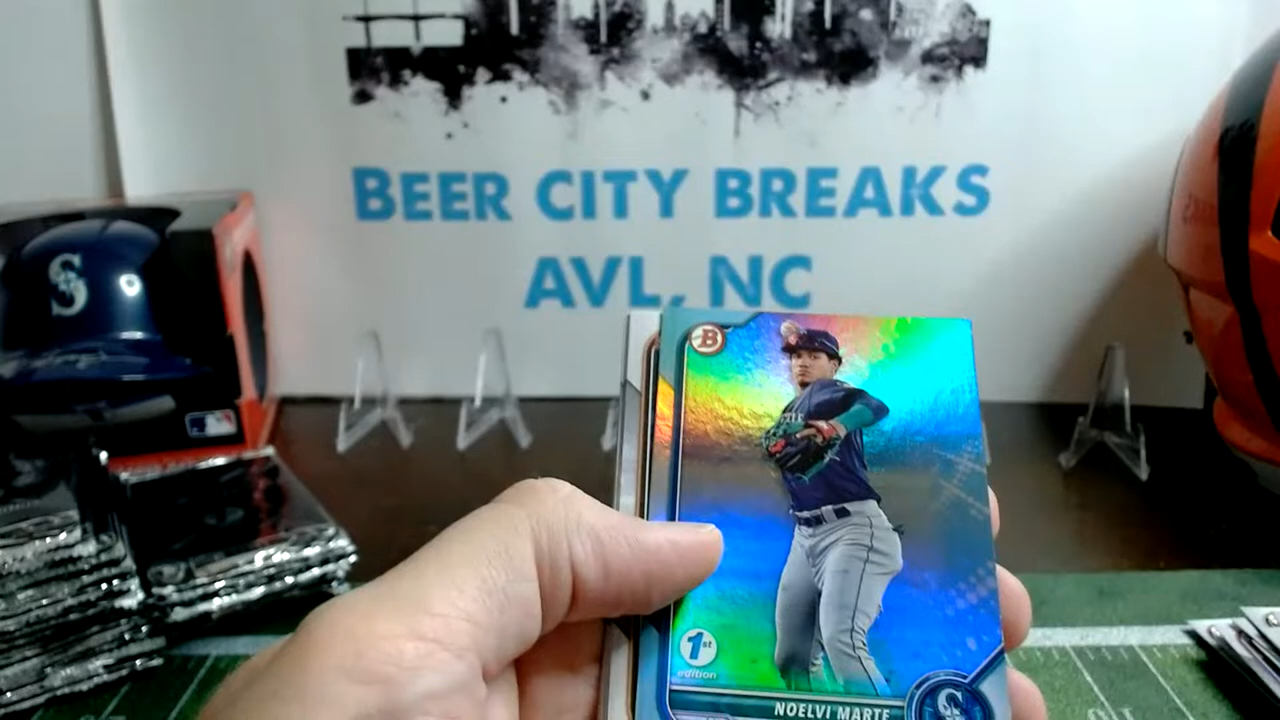 BEER CITY BREAKS
AVL, NC
B
S
1st
edition
NOELVI MARTE
S